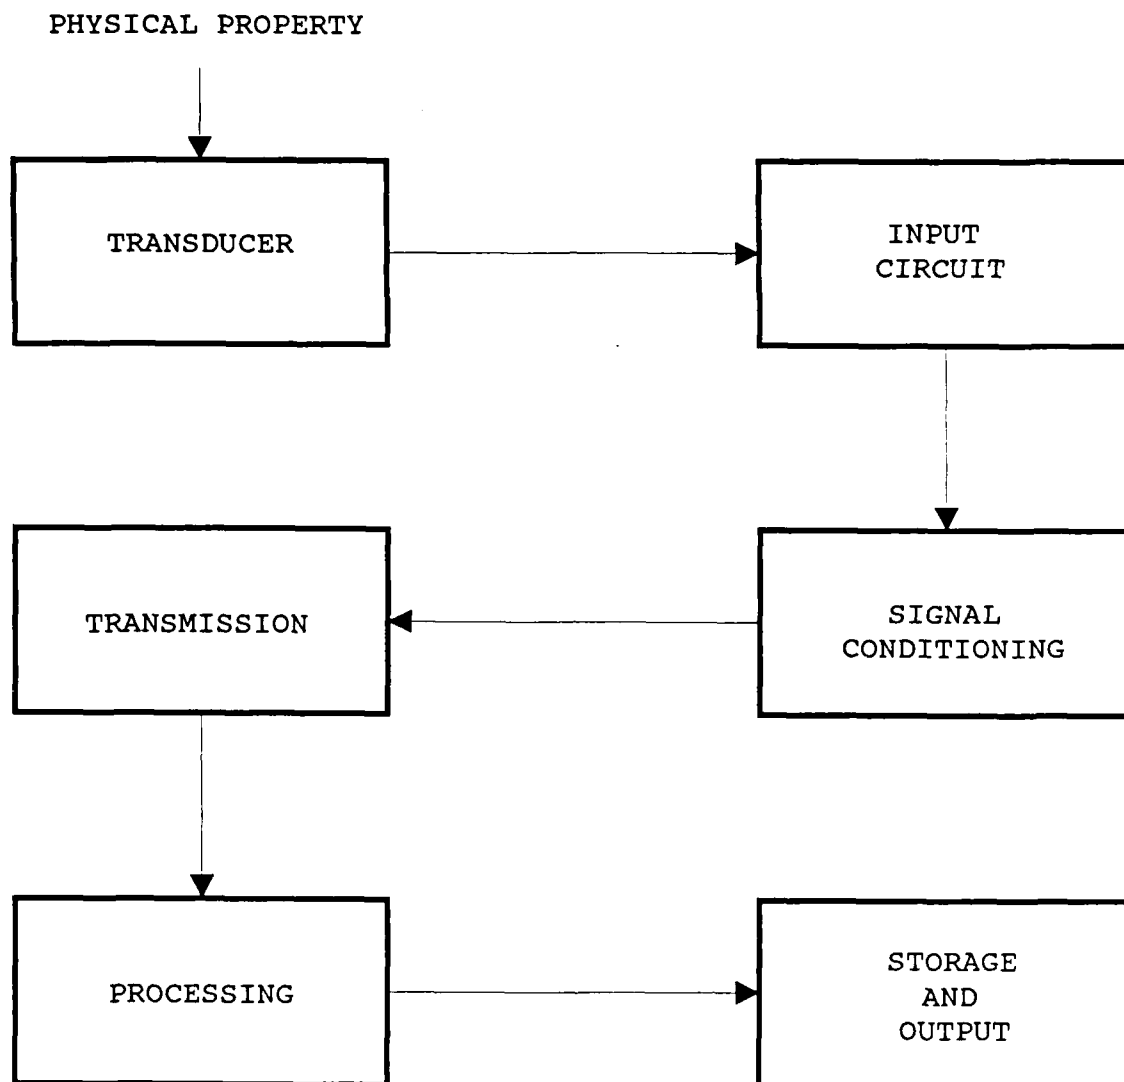 PHYSICAL PROPERTY
TRANSDUCER
INPUT
CIRCUIT
TRANSMISSION
SIGNAL
CONDITIONING
PROCESSING
STORAGE
AND
OUTPUT